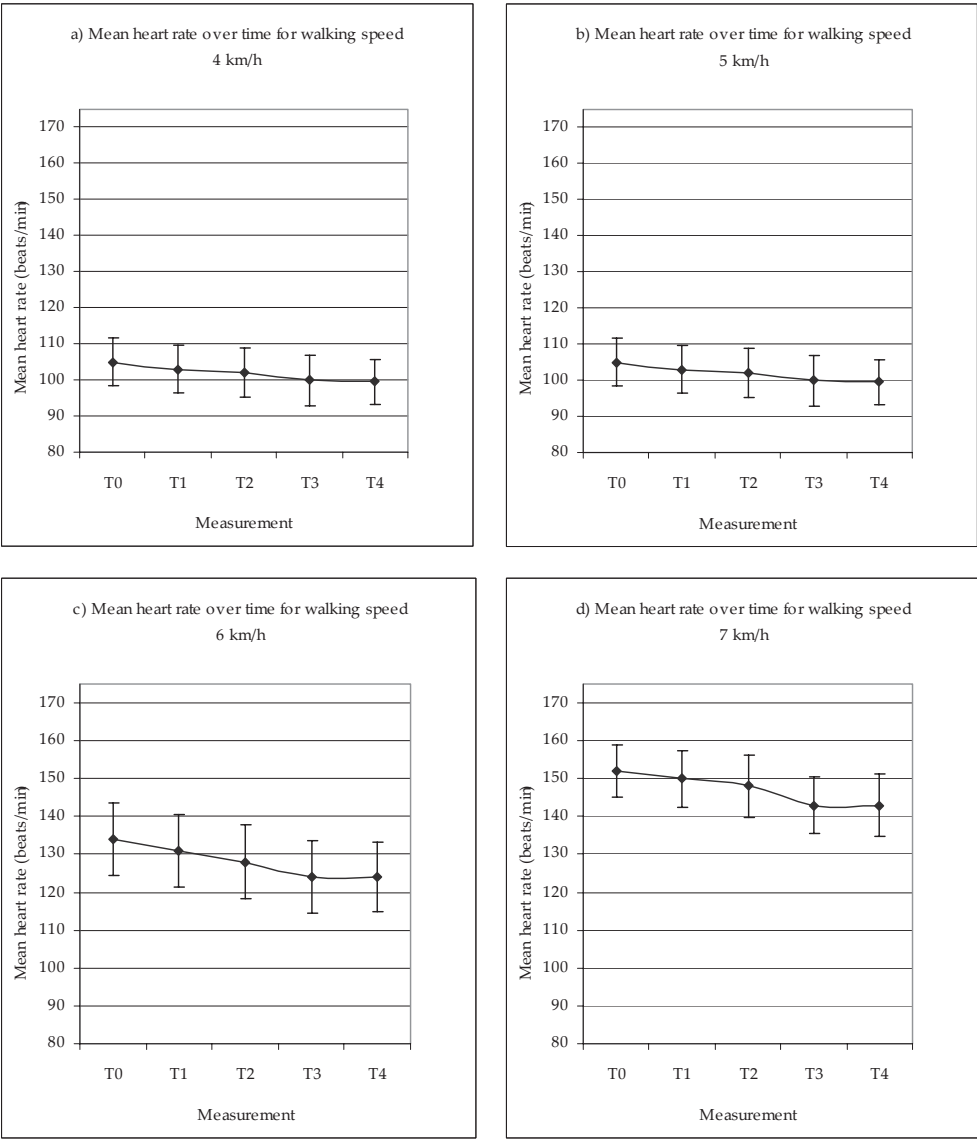 a) Mean heart rate over time for walking speed
4 km/h
Mean heart rate (beats/min)
170
160
150
140
130
120
110
100
90
80
T0 T1 T2 T3 T4
Measurement
b) Mean heart rate over time for walking speed
5 km/h
Mean heart rate (beats/min)
170
160
150
140
130
120
110
100
90
80
T0 T1 T2 T3 T4
Measurement
c) Mean heart rate over time for walking speed
6 km/h
Mean heart rate (beats/min)
170
160
150
140
130
120
110
100
90
80
T0 T1 T2 T3 T4
Measurement
d) Mean heart rate over time for walking speed
7 km/h
Mean heart rate (beats/min)
170
160
150
140
130
120
110
100
90
80
T0 T1 T2 T3 T4
Measurement